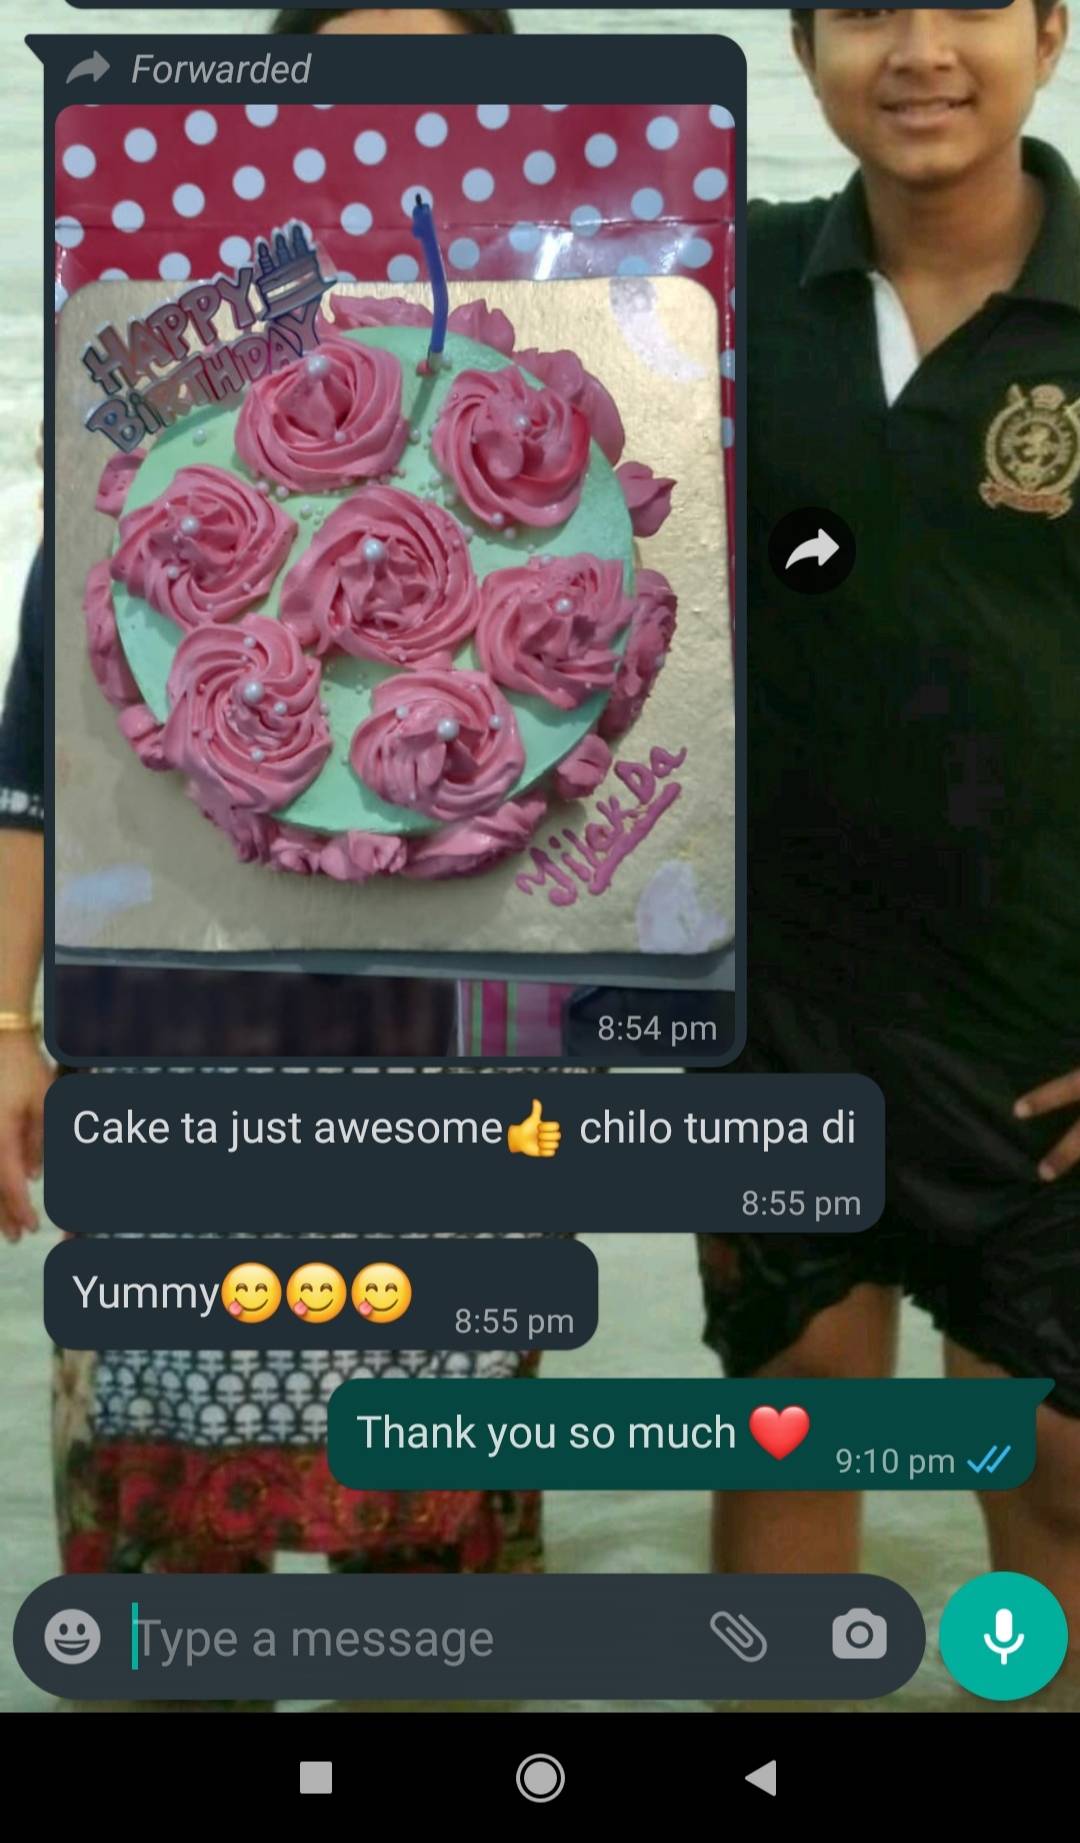 Forwarded
HAPPY
BIRTHDAY
Tilak Da
8:54 pm
Cake ta just awesome👍 chilo tumpa di
8:55 pm
Yummy😋😋😋
8:55 pm
Thank you so much ❤️
9:10 pm
Type a message